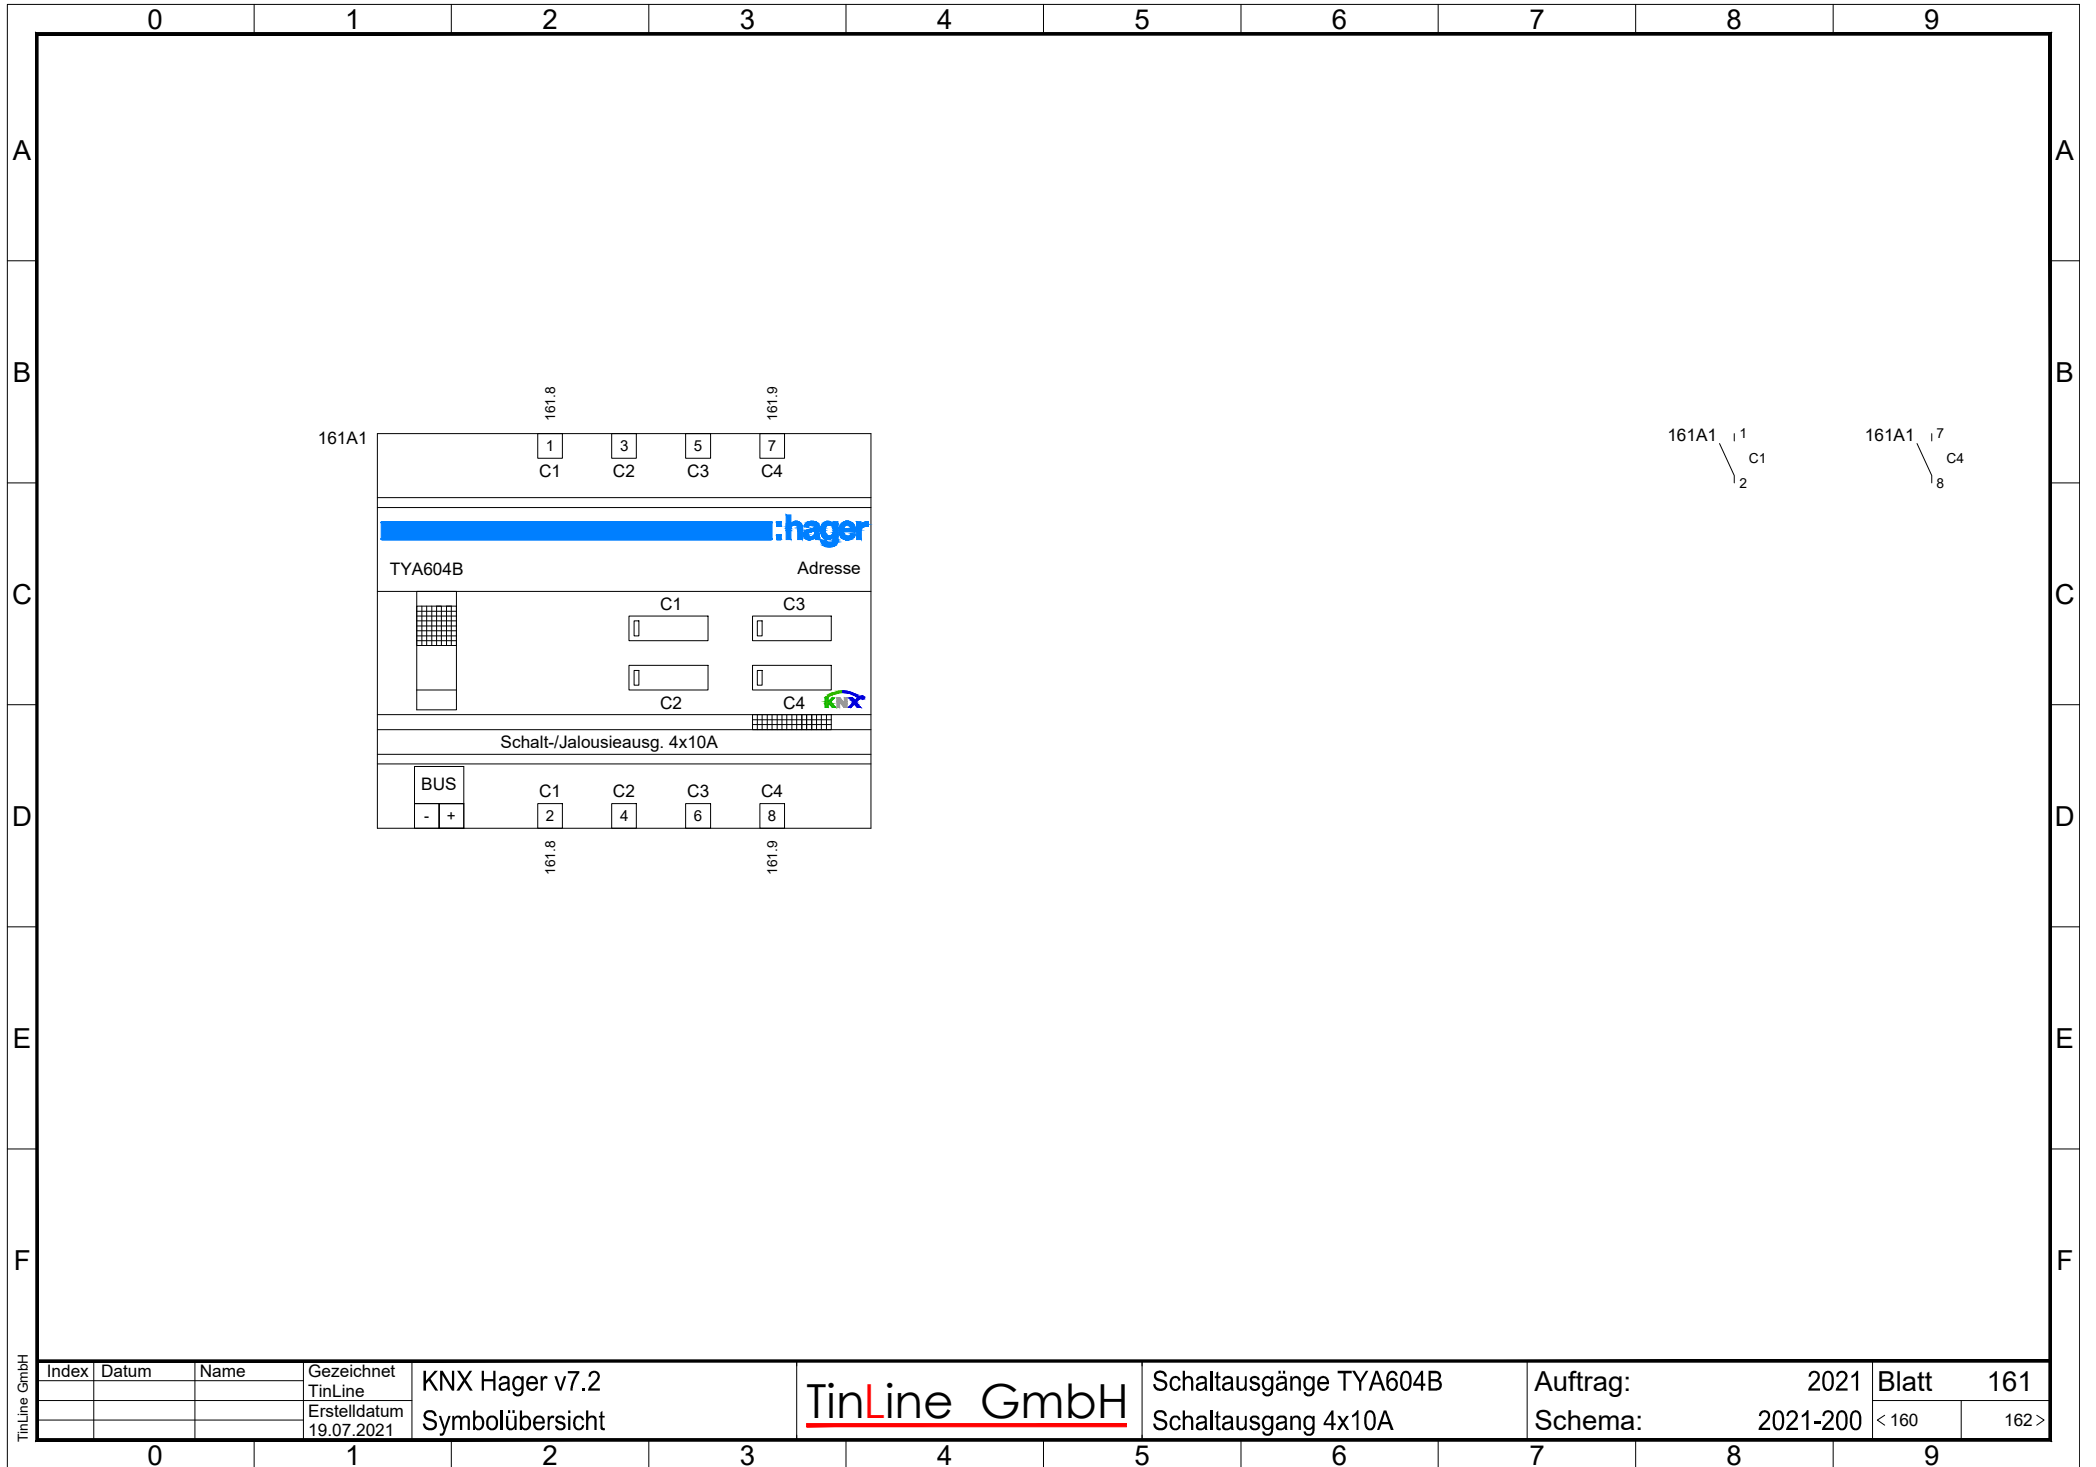 0 1 2 3 4 5 6 7 8 9
A A
B B
C C
D D
E E
F F
161.8 161.9
161A1
1 3 5 7
C1 C2 C3 C4
:hager
TYA604B Adresse
C1 C3
C2 C4 KNX
Schalt-/Jalousieausg. 4x10A
BUS
- +
C1 C2 C3 C4
2 4 6 8
161.8 161.9
161A1 1
C1
2
161A1 7
C4
8
TinLine GmbH
Index Datum Name
Gezeichnet
TinLine
Erstelldatum
19.07.2021
KNX Hager v7.2
Symbolübersicht
TinLine GmbH
Schaltausgänge TYA604B
Schaltausgang 4x10A
Auftrag: 2021
Schema: 2021-200
Blatt 161
< 160 162 >
0 1 2 3 4 5 6 7 8 9